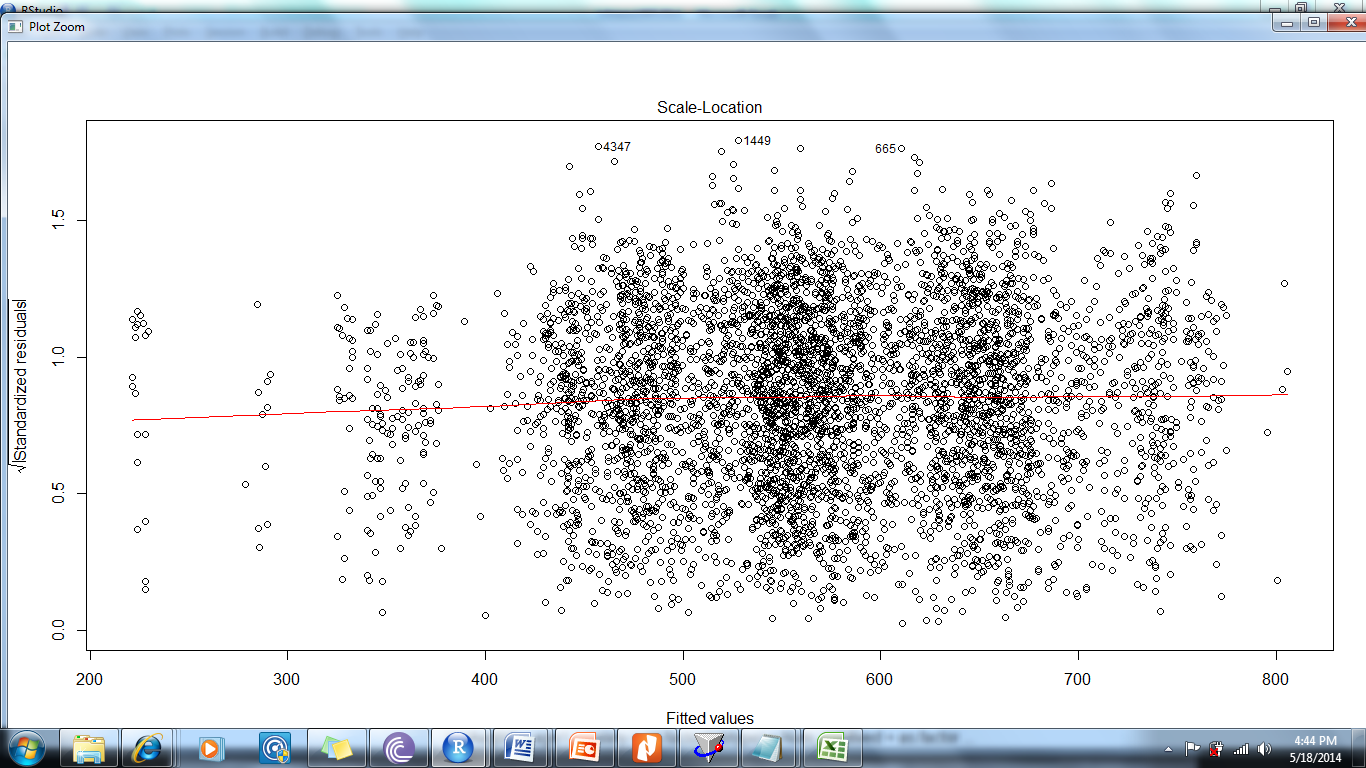 RStudio
Plot Zoom
Scale-Location
4347
1449
665
√|Standardized residuals|
1.5
1.0
0.5
0.0
200 300 400 500 600 700 800
Fitted values
4:44 PM
5/18/2014